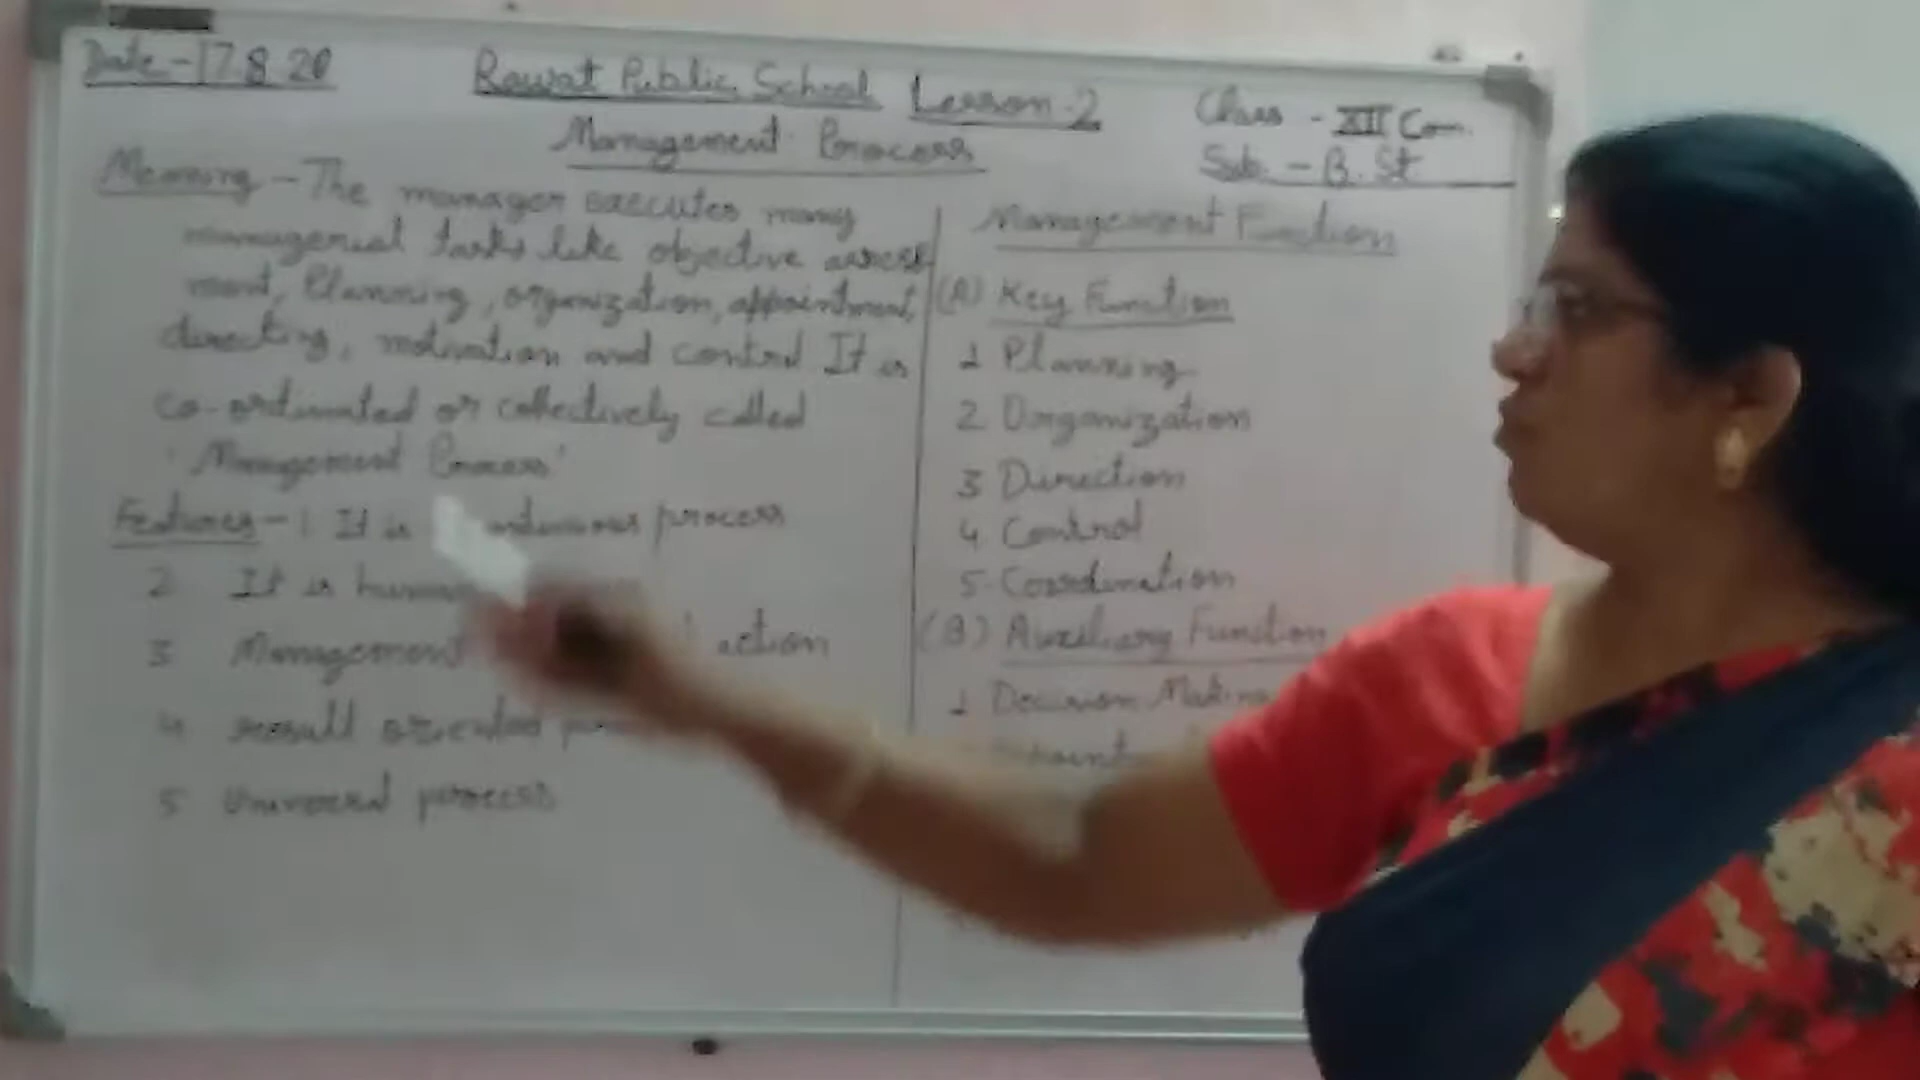 Date - 17.8.20
Rawat Public School Lesson-2
Class - XII Com.
Management Process
Sub. - B. St.
Meaning - The manager executes many
managerial tasks like objective assess
ment, Planning, organization, appointment,
directing, motivation and control It is
co-ordinated or collectively called
'Management Process'
Features - 1. It is process
2 It is human
3 Management action
4 result oriented
5 Universal process
Management Function
(A) Key Function
1 Planning
2 Organization
3 Direction
4 Control
5- Coordination
(B) Auxiliary Function
1 Decision Making